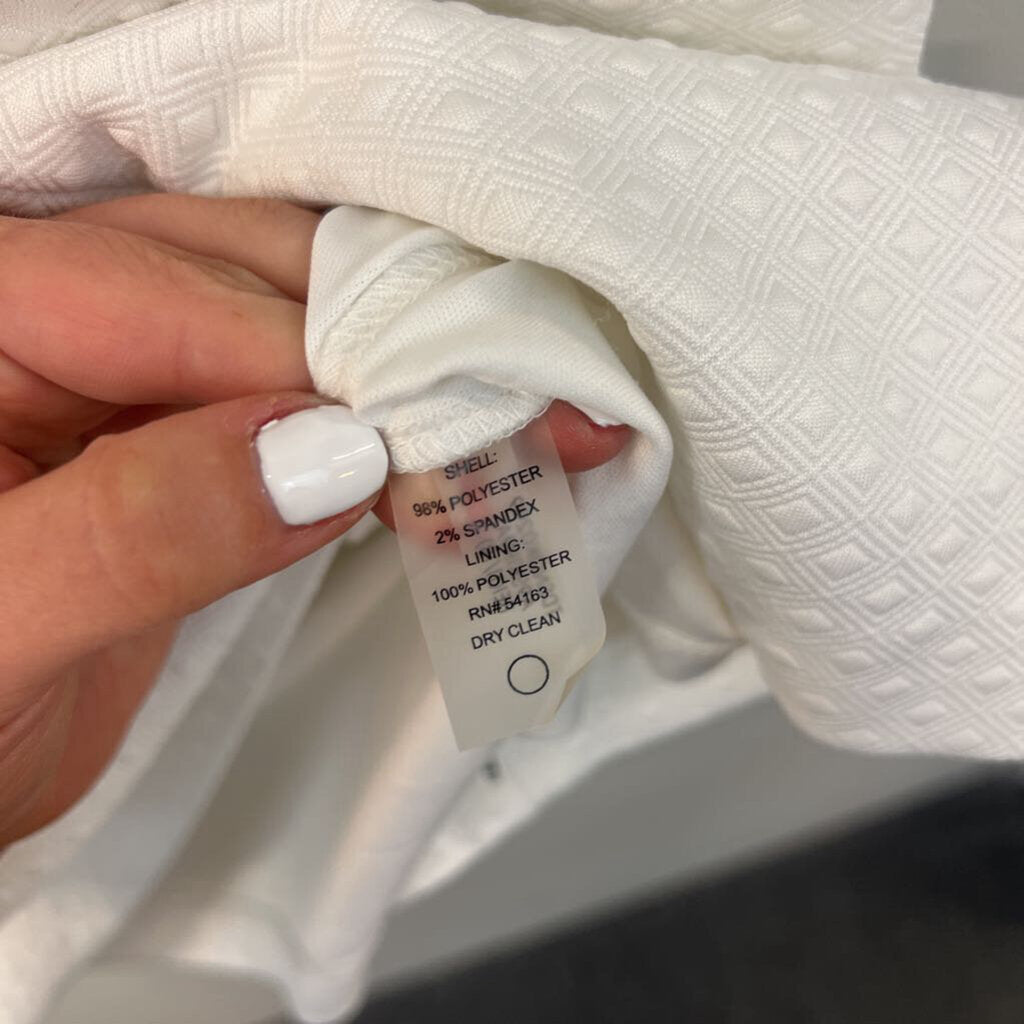 SHELL:
98% POLYESTER
2% SPANDEX
LINING:
100% POLYESTER
RN# 54163
DRY CLEAN